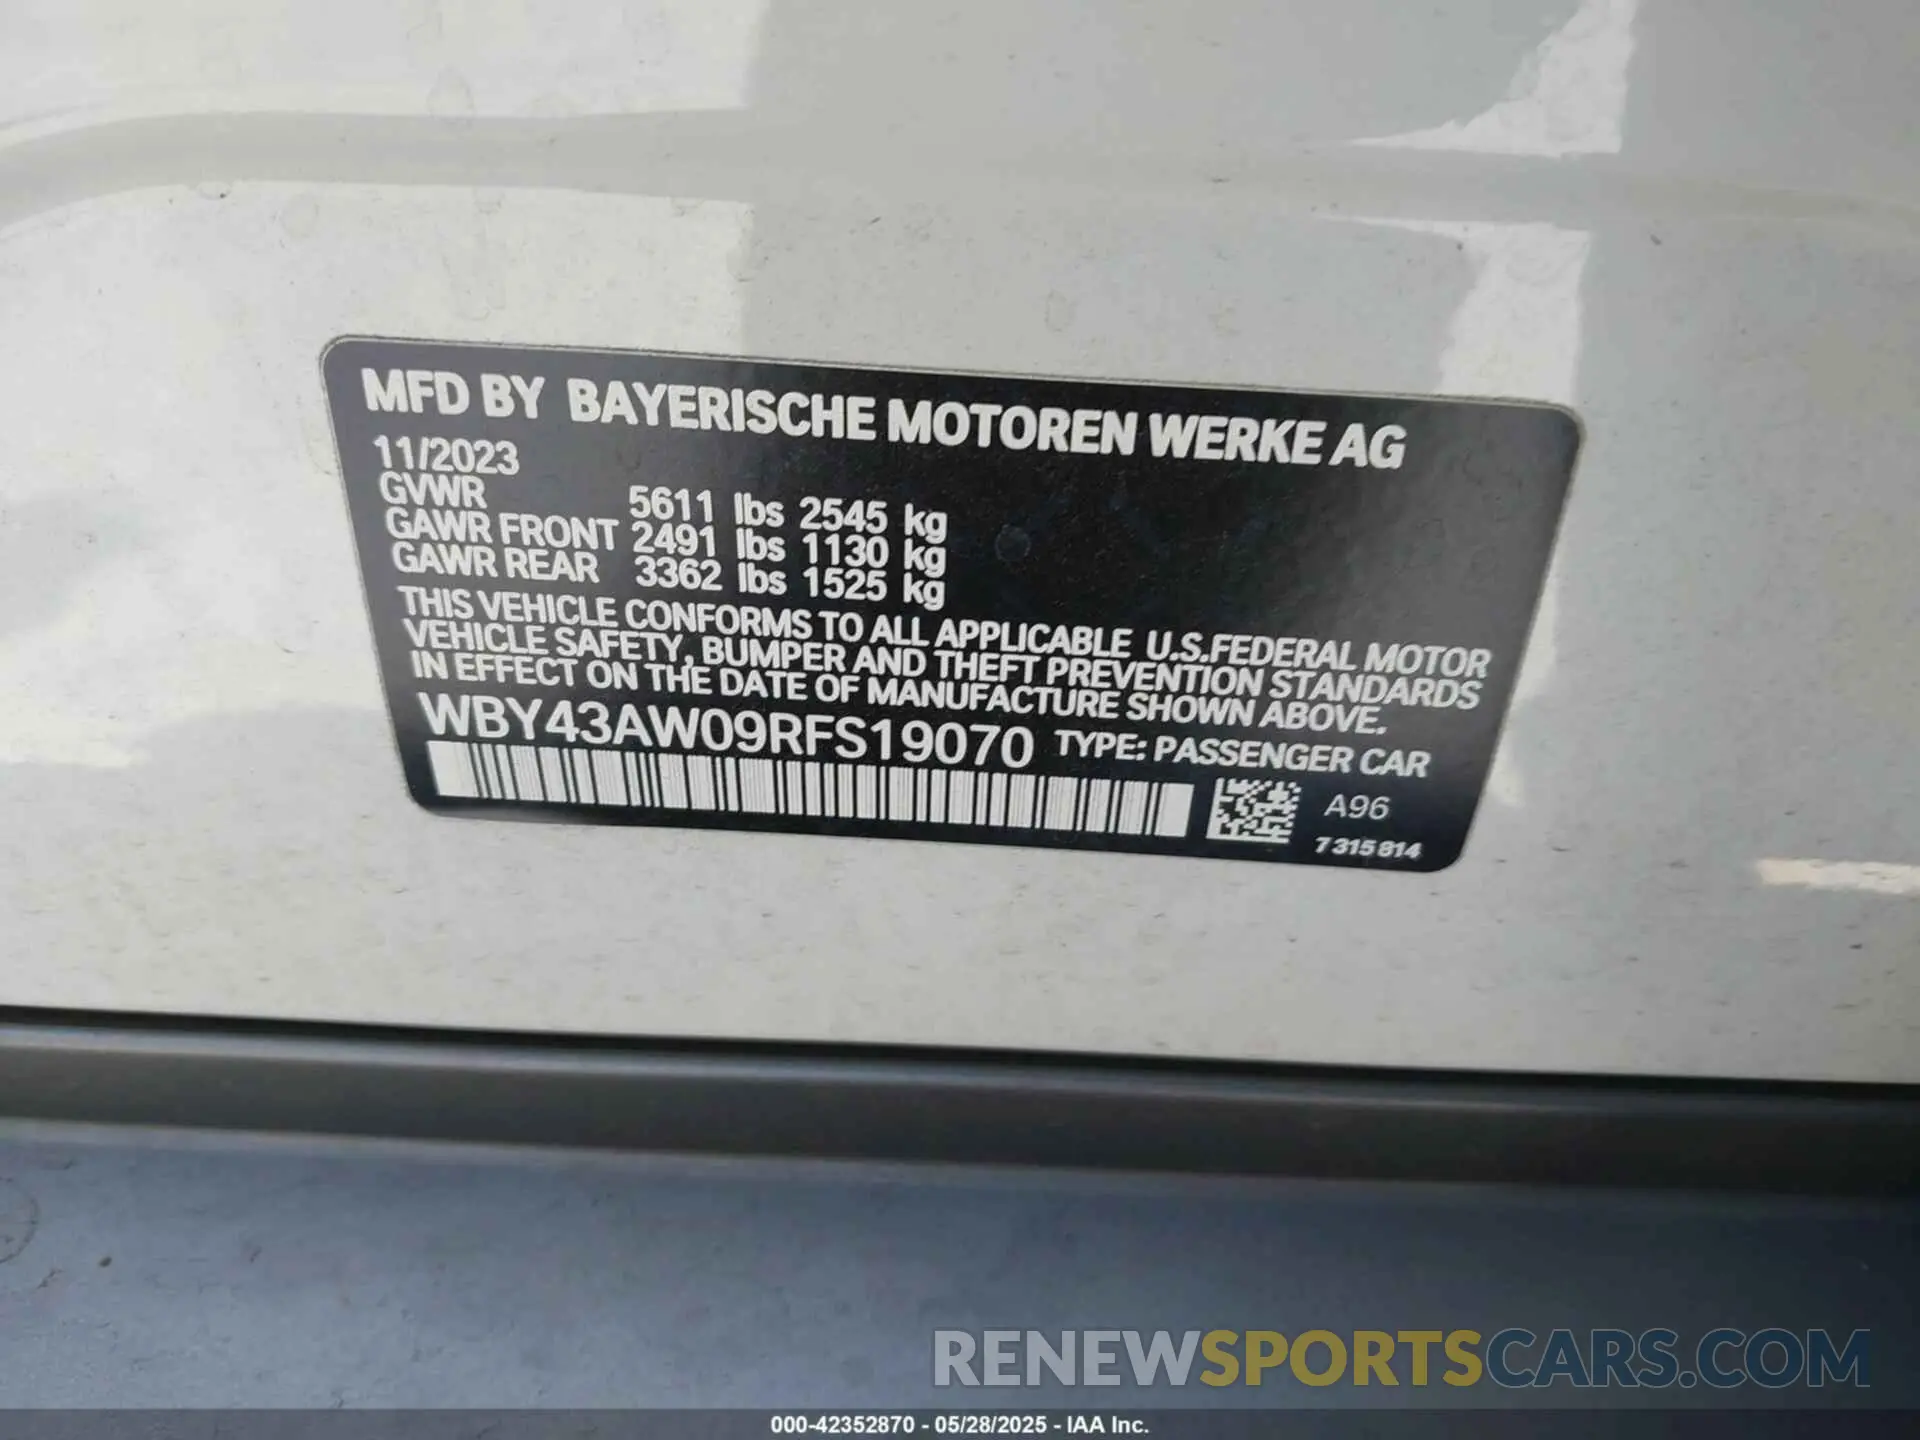 MFD BY BAYERISCHE MOTOREN WERKE AG
11/2023
GVWR 5611 lbs 2545 kg
GAWR FRONT 2491 lbs 1130 kg
GAWR REAR 3362 lbs 1525 kg
THIS VEHICLE CONFORMS TO ALL APPLICABLE U.S.FEDERAL MOTOR
VEHICLE SAFETY, BUMPER AND THEFT PREVENTION STANDARDS
IN EFFECT ON THE DATE OF MANUFACTURE SHOWN ABOVE.
WBY43AW09RFS19070 TYPE: PASSENGER CAR
A96
7315814
RENEWSPORTSCARS.COM
000-42352870 - 05/28/2025 - IAA Inc.